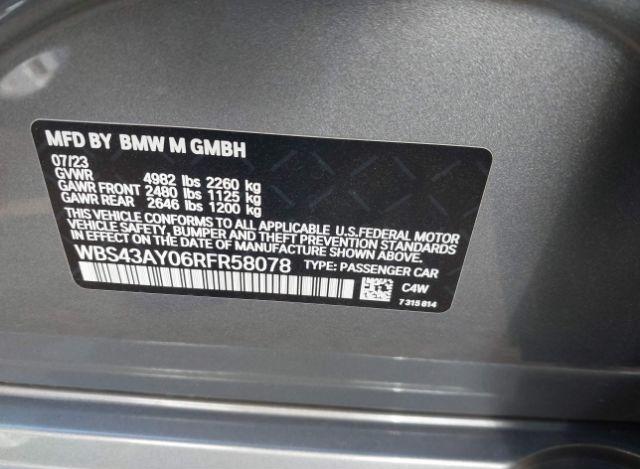 MFD BY BMW M GMBH
07/23
GVWR 4982 lbs 2260 kg
GAWR FRONT 2480 lbs 1125 kg
GAWR REAR 2646 lbs 1200 kg
THIS VEHICLE CONFORMS TO ALL APPLICABLE U.S.FEDERAL MOTOR
VEHICLE SAFETY, BUMPER AND THEFT PREVENTION STANDARDS
IN EFFECT ON THE DATE OF MANUFACTURE SHOWN ABOVE.
WBS43AY06RFR58078 TYPE: PASSENGER CAR
C4W
7 315 814